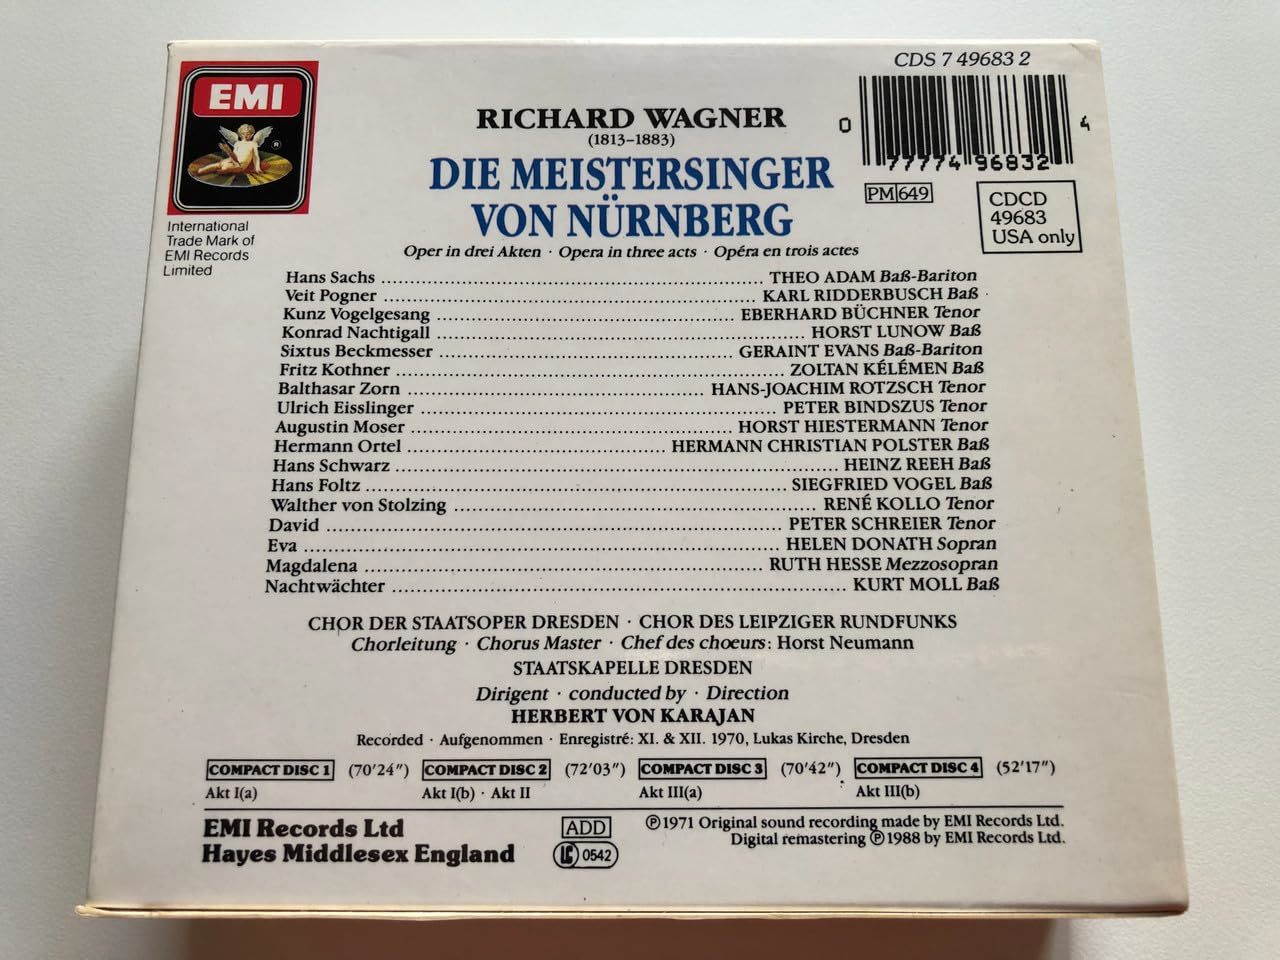 CDS 7 49683 2
EMI
®
International
Trade Mark of
EMI Records
Limited
0 77774 96832 4
PM 649
CDCD
49683
USA only
RICHARD WAGNER
(1813–1883)
DIE MEISTERSINGER
VON NÜRNBERG
Oper in drei Akten · Opera in three acts · Opéra en trois actes
Hans Sachs ........ THEO ADAM Baß-Bariton
Veit Pogner ........ KARL RIDDERBUSCH Baß
Kunz Vogelgesang ........ EBERHARD BÜCHNER Tenor
Konrad Nachtigall ........ HORST LUNOW Baß
Sixtus Beckmesser ........ GERAINT EVANS Baß-Bariton
Fritz Kothner ........ ZOLTAN KÉLÉMEN Baß
Balthasar Zorn ........ HANS-JOACHIM ROTZSCH Tenor
Ulrich Eisslinger ........ PETER BINDSZUS Tenor
Augustin Moser ........ HORST HIESTERMANN Tenor
Hermann Ortel ........ HERMANN CHRISTIAN POLSTER Baß
Hans Schwarz ........ HEINZ REEH Baß
Hans Foltz ........ SIEGFRIED VOGEL Baß
Walther von Stolzing ........ RENÉ KOLLO Tenor
David ........ PETER SCHREIER Tenor
Eva ........ HELEN DONATH Sopran
Magdalena ........ RUTH HESSE Mezzosopran
Nachtwächter ........ KURT MOLL Baß
CHOR DER STAATSOPER DRESDEN · CHOR DES LEIPZIGER RUNDFUNKS
Chorleitung · Chorus Master · Chef des choeurs: Horst Neumann
STAATSKAPELLE DRESDEN
Dirigent · conducted by · Direction
HERBERT VON KARAJAN
Recorded · Aufgenommen · Enregistré: XI. & XII. 1970, Lukas Kirche, Dresden
COMPACT DISC 1 (70'24") COMPACT DISC 2 (72'03") COMPACT DISC 3 (70'42") COMPACT DISC 4 (52'17")
Akt I(a) Akt I(b) · Akt II Akt III(a) Akt III(b)
EMI Records Ltd
Hayes Middlesex England
ADD
LC 0542
℗1971 Original sound recording made by EMI Records Ltd.
Digital remastering ℗1988 by EMI Records Ltd.